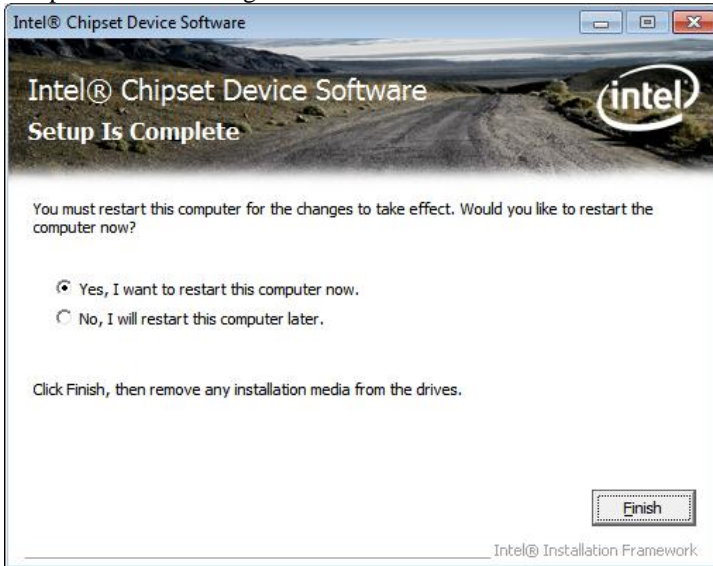 Intel® Chipset Device Software
Intel® Chipset Device Software
intel
Setup Is Complete
You must restart this computer for the changes to take effect. Would you like to restart the
computer now?
Yes, I want to restart this computer now.
No, I will restart this computer later.
Click Finish, then remove any installation media from the drives.
Finish
Intel® Installation Framework